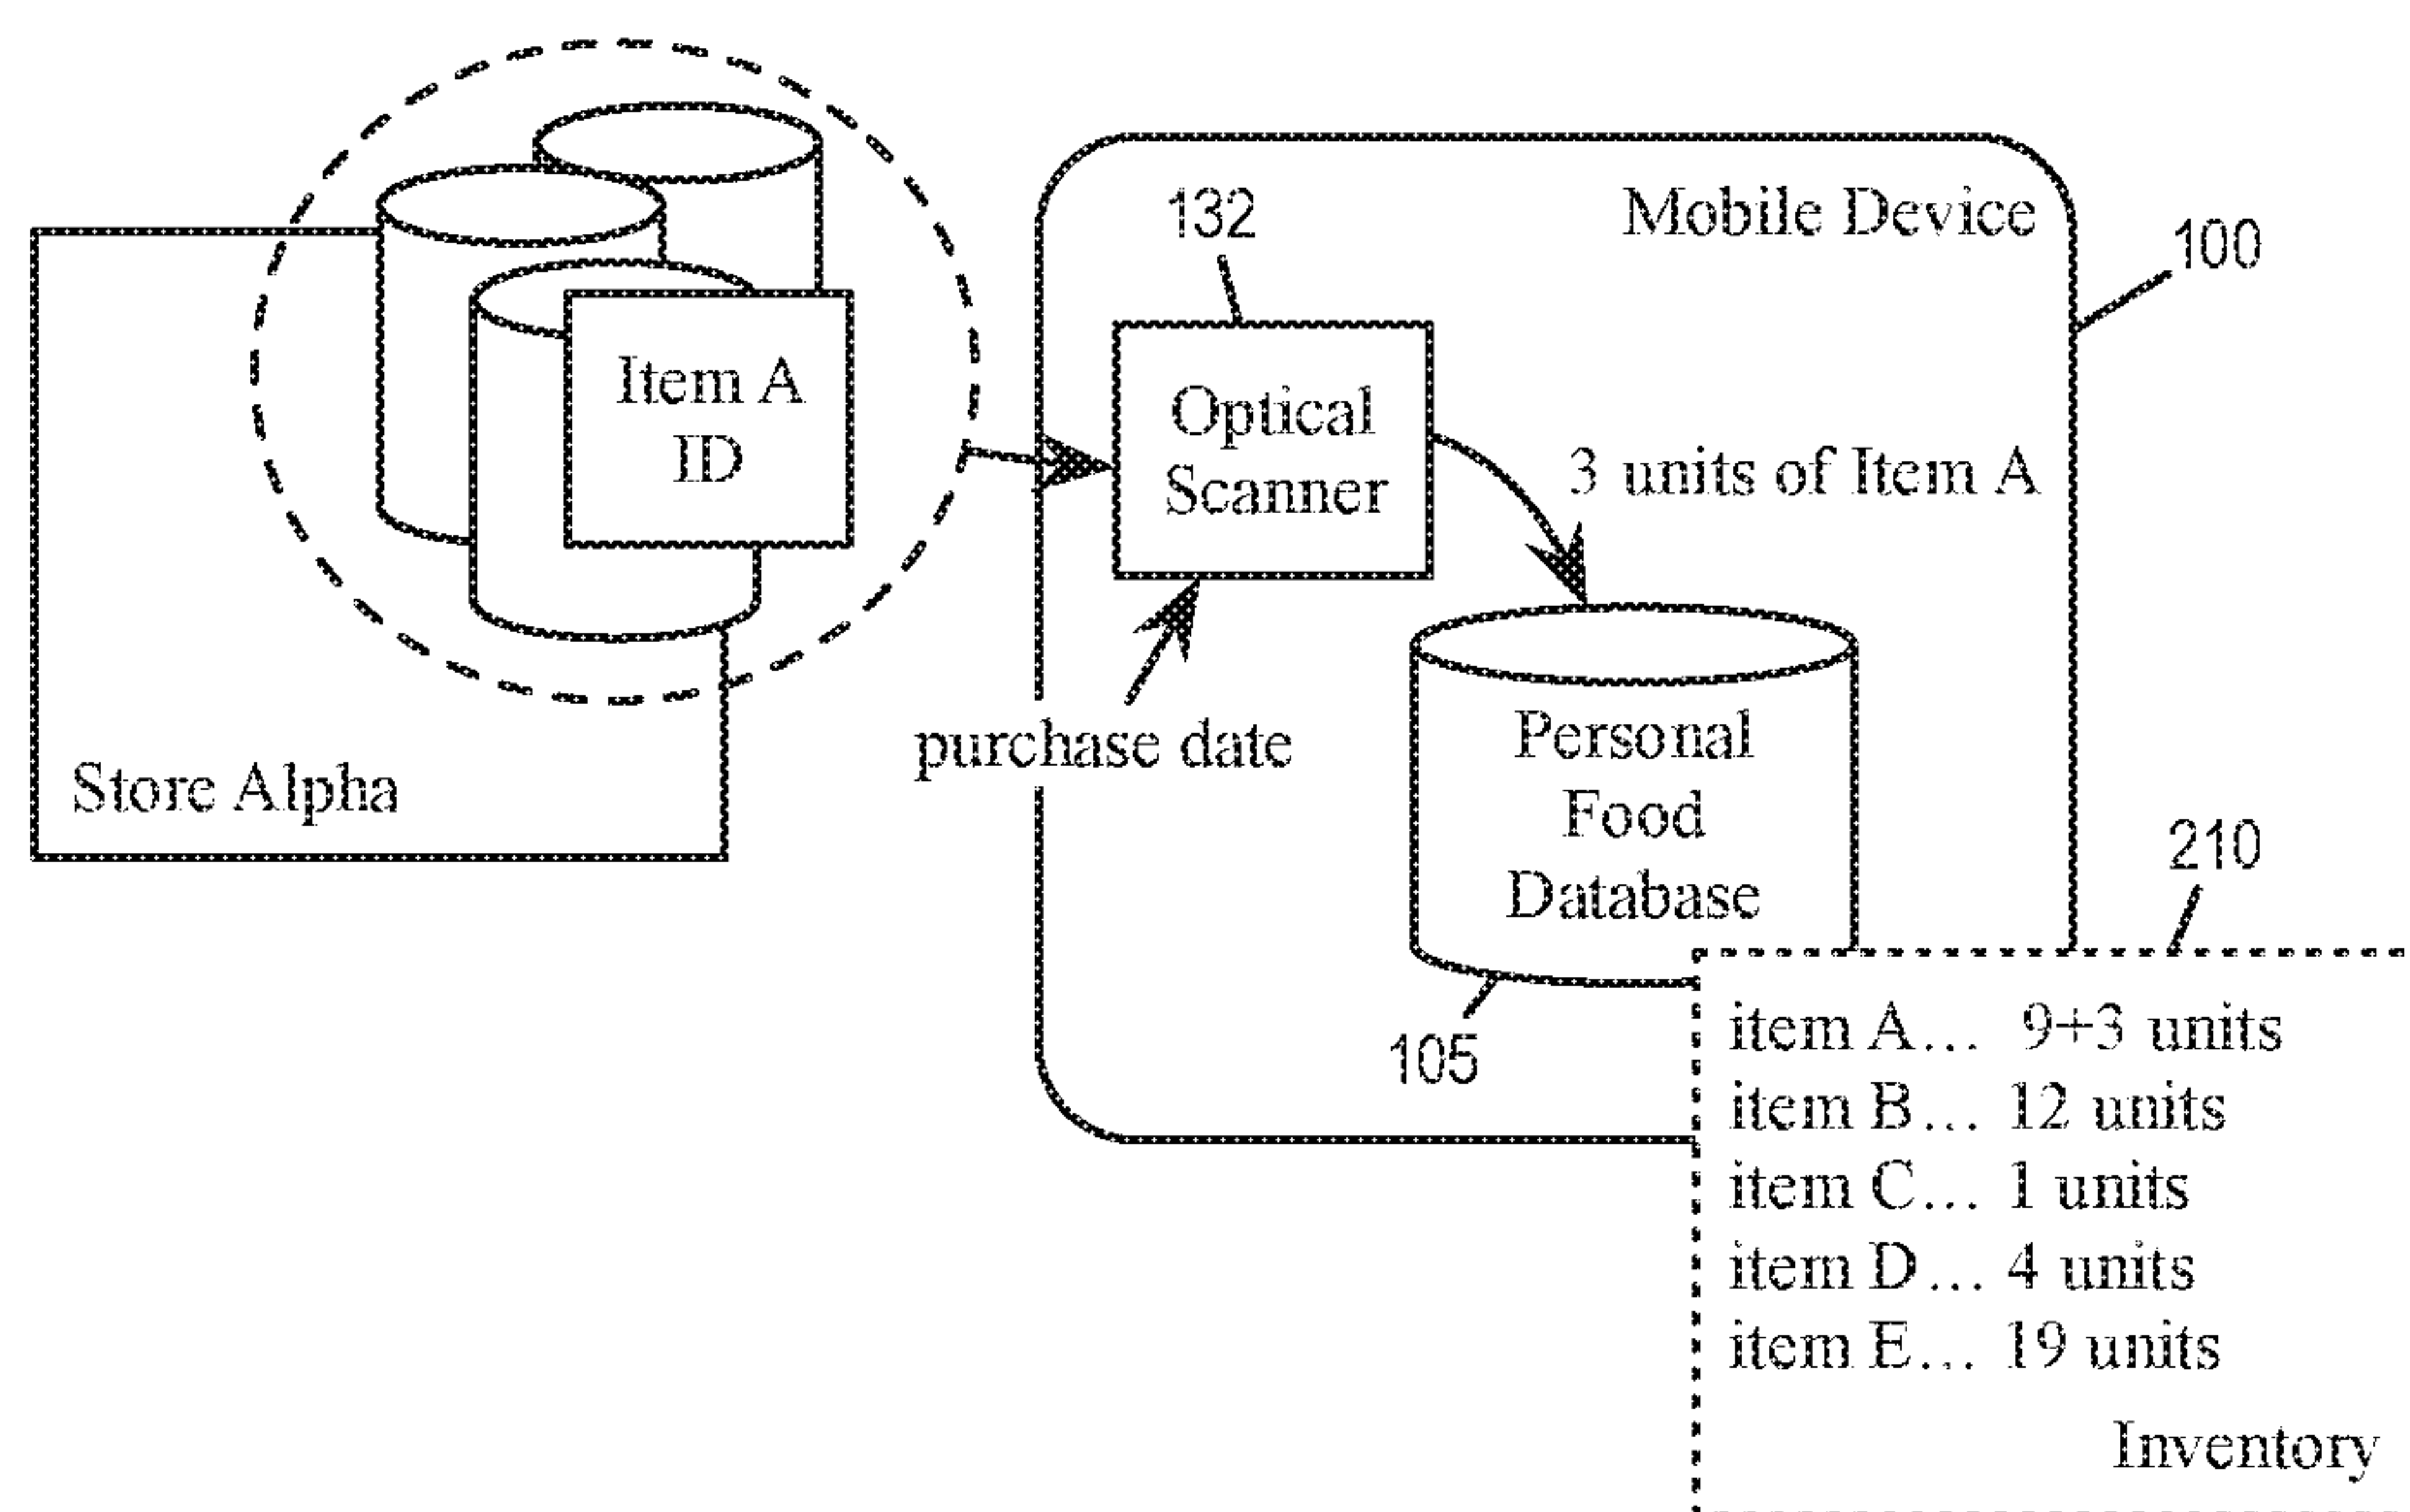 Item A
ID
Store Alpha
Mobile Device
100
132
Optical
Scanner
3 units of Item A
purchase date
Personal
Food
Database
105
210
item A... 9+3 units
item B... 12 units
item C... 1 units
item D... 4 units
item E... 19 units
Inventory